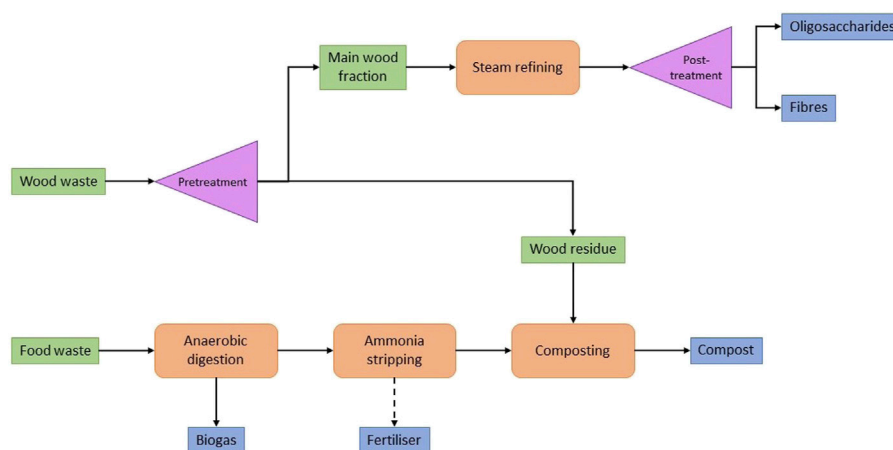 Oligosaccharides
Main wood
fraction
Steam refining
Post-
treatment
Fibres
Wood waste
Pretreatment
Wood residue
Food waste
Anaerobic
digestion
Ammonia
stripping
Composting
Compost
Biogas
Fertiliser